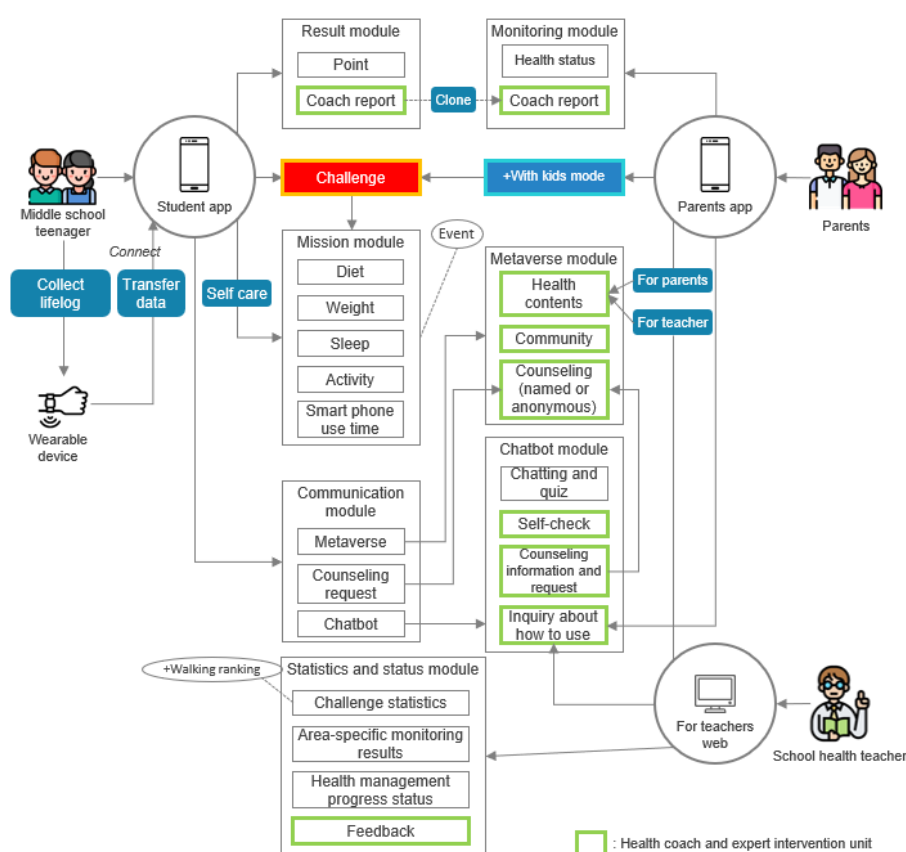 Result module
Point
Coach report
Clone
Monitoring module
Health status
Coach report
Middle school
teenager
Student app
Challenge
+With kids mode
Parents app
Parents
Connect
Collect
lifelog
Transfer
data
Self care
Wearable
device
Mission module
Diet
Weight
Sleep
Activity
Smart phone
use time
Event
Metaverse module
Health
contents
Community
Counseling
(named or
anonymous)
For parents
For teacher
Communication
module
Metaverse
Counseling
request
Chatbot
Chatbot module
Chatting and
quiz
Self-check
Counseling
information and
request
Inquiry about
how to use
+Walking ranking
Statistics and status module
Challenge statistics
Area-specific monitoring
results
Health management
progress status
Feedback
For teachers
web
School health teacher
: Health coach and expert intervention unit